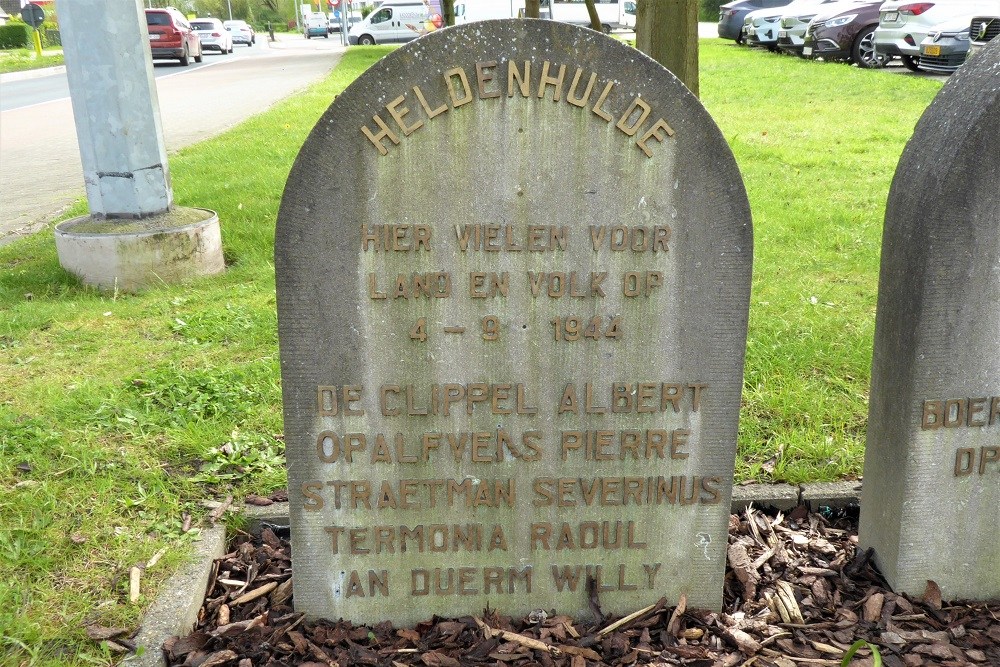 HELDENHULDE
HIER VIELEN VOOR
LAND EN VOLK OP
4 - 9 1944
DE CLIPPEL ALBERT
OPALFVENS PIERRE
STRAETMAN SEVERINUS
TERMONIA RAOUL
AN DUERM WILLY
BOER
OP